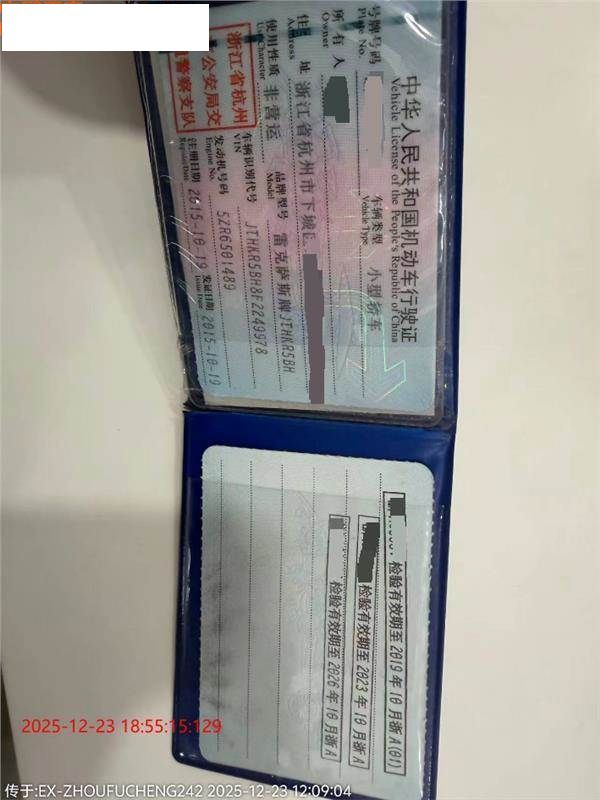 中华人民共和国机动车行驶证
Vehicle License of the People's Republic of China
号牌号码
Plate No.
车辆类型 小型轿车
Vehicle Type
所有人
Owner
住址 浙江省杭州市下城区
Address
使用性质 非营运
Use Character
品牌型号 雷克萨斯牌JTHKR5BH
Model
浙江省杭州
公安局交
警察支队
车辆识别代号 JTHKR5BH8F2249978
VIN
发动机号码 5ZR6501489
Engine No.
注册日期 2015-10-19 发证日期 2015-10-19
Register Date Issue Date
检验有效期至2019年10月浙A(01)
检验有效期至2023年10月浙A
检验有效期至2026年10月浙A
2025-12-23 18:55:15:129
传于:EX-ZHOUFUCHENG242 2025-12-23 12:09:04